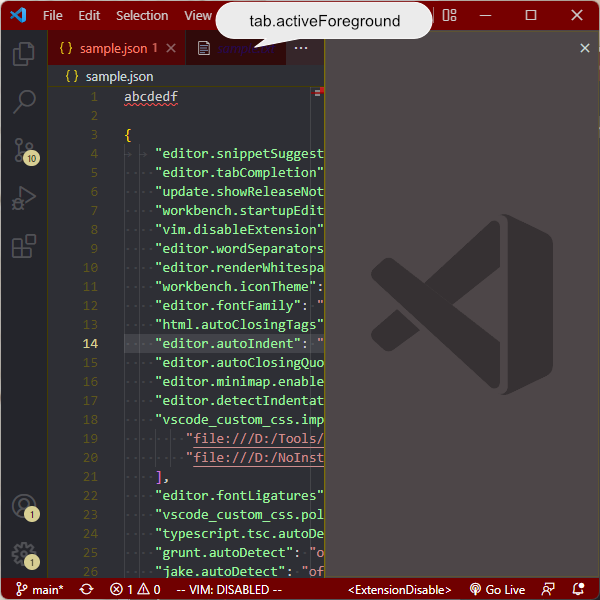 File Edit Selection View
tab.activeForeground
sample.json 1
sample.json
1 abcdedf
2
3 {
4 "editor.snippetSuggest
5 "editor.tabCompletion"
6 "update.showReleaseNot
7 "workbench.startupEdit
8 "vim.disableExtension"
9 "editor.wordSeparators
10 "editor.renderWhitespa
11 "workbench.iconTheme":
12 "editor.fontFamily": "
13 "html.autoClosingTags"
14 "editor.autoIndent": "
15 "editor.autoClosingQuo
16 "editor.minimap.enable
17 "editor.detectIndentat
18 "vscode_custom_css.imp
19 "file:///D:/Tools/
20 "file:///D:/NoInst
21 ],
22 "editor.fontLigatures"
23 "vscode_custom_css.pol
24 "typescript.tsc.autoDe
25 "grunt.autoDetect": "o
26 "jake.autoDetect": "of
10
1
1
main* 1 0 -- VIM: DISABLED -- <ExtensionDisable> Go Live